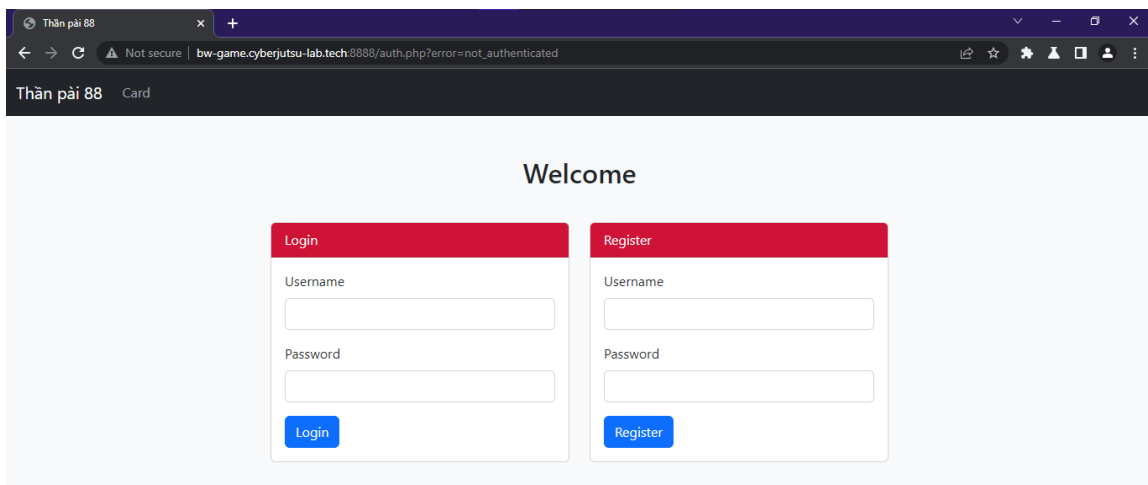 Thần pài 88
Not secure | bw-game.cyberjutsu-lab.tech:8888/auth.php?error=not_authenticated
Thần pài 88 Card
Welcome
Login
Username
Password
Login
Register
Username
Password
Register